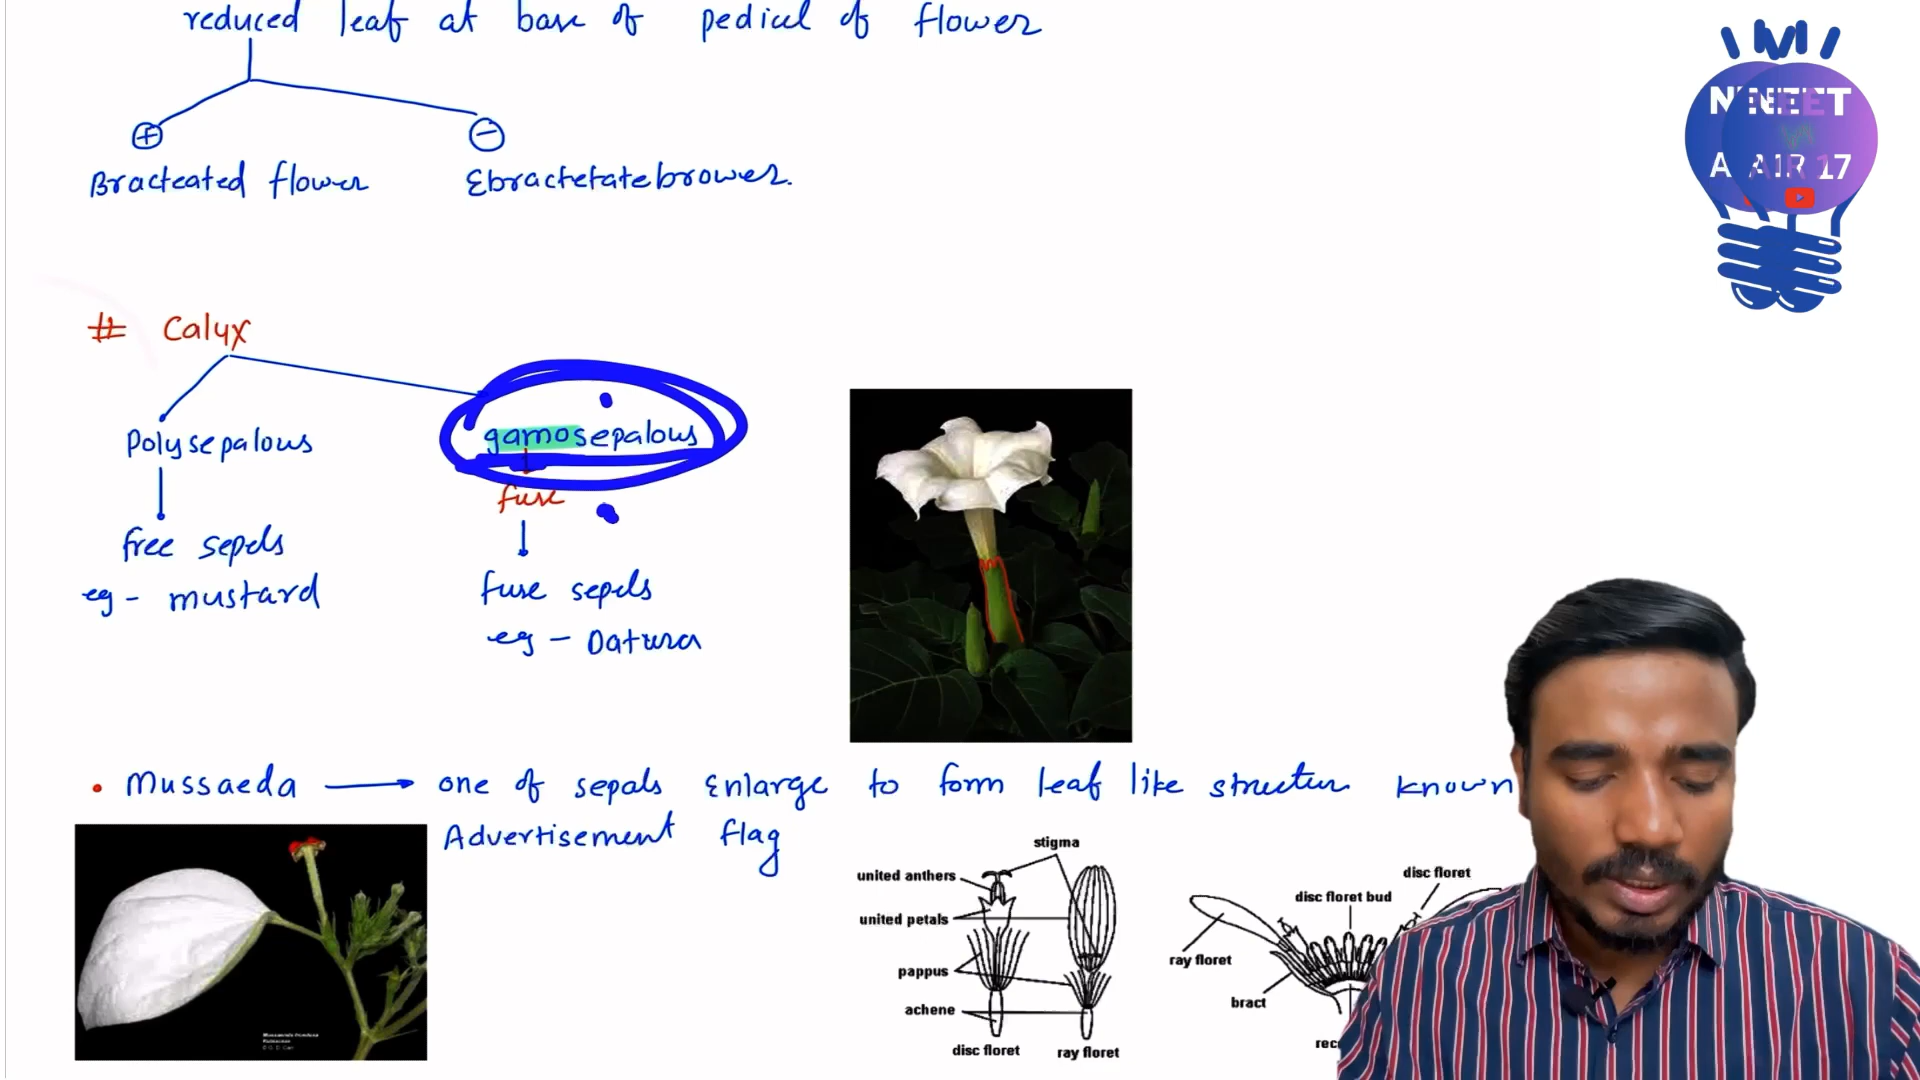 reduced leaf at base of pedicel of flower
+
−
Bracteated flower
Ebractetatebrower.
# Calyx
Polysepalous
gamosepalous
fuse
free sepels
fuse sepels
eg - mustard
eg - Datura
• Mussaeda → one of sepals Enlarge to form leaf like structur known
Advertisement flag
stigma
united anthers
united petals
pappus
achene
disc floret
ray floret
disc floret
disc floret bud
ray floret
bract
NEET
AIR 17